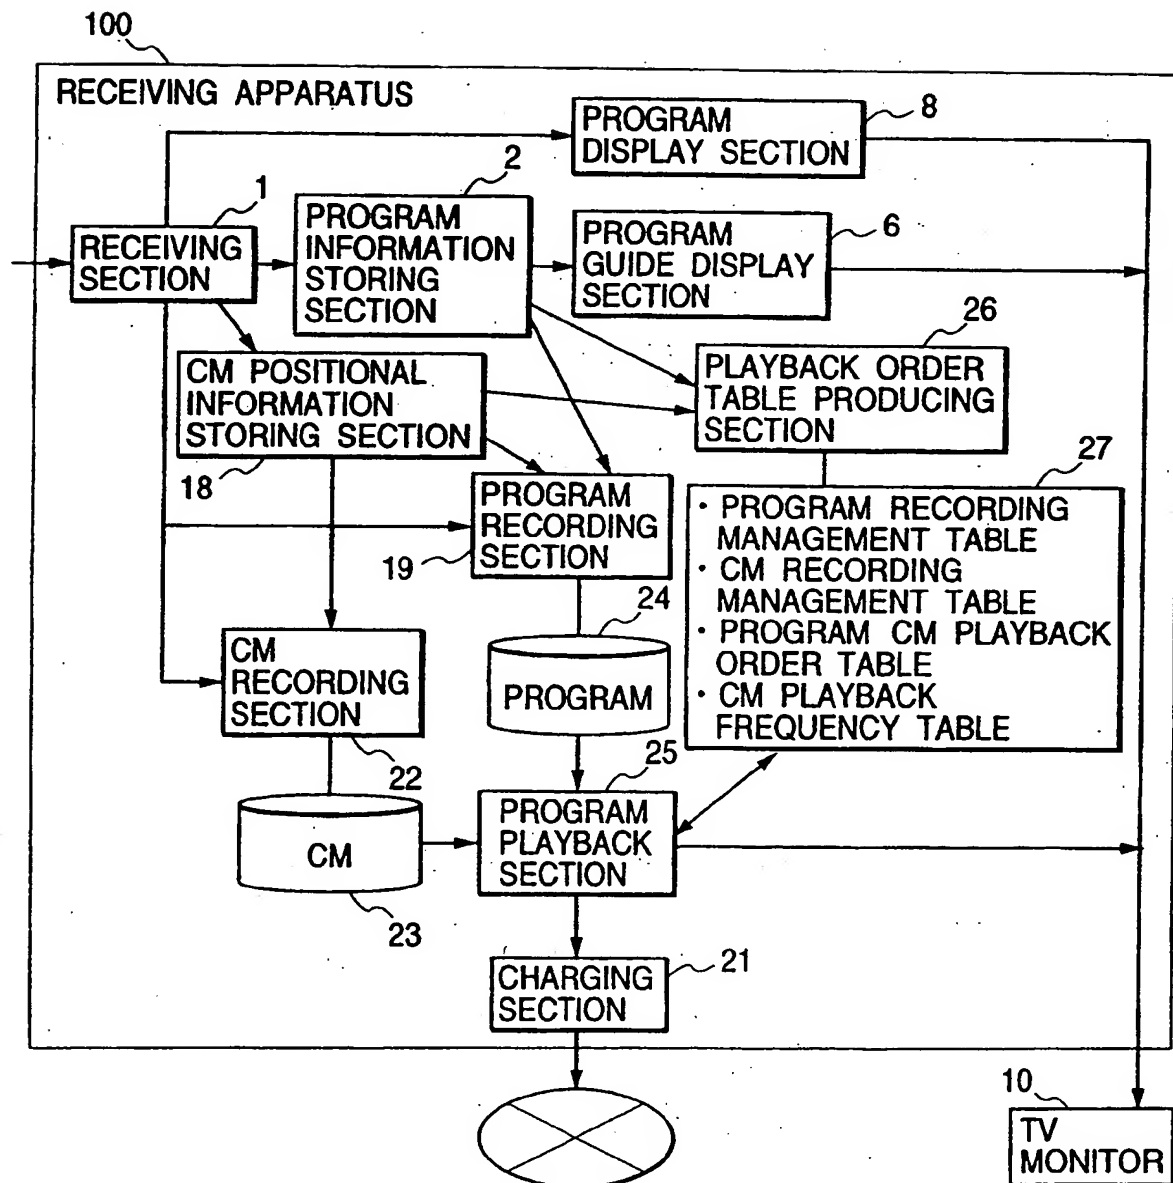 100
RECEIVING APPARATUS
PROGRAM
DISPLAY SECTION
8
1
RECEIVING
SECTION
2
PROGRAM
INFORMATION
STORING
SECTION
PROGRAM
GUIDE DISPLAY
SECTION
6
26
CM POSITIONAL
INFORMATION
STORING SECTION
18
PLAYBACK ORDER
TABLE PRODUCING
SECTION
27
PROGRAM
RECORDING
SECTION
19
· PROGRAM RECORDING
MANAGEMENT TABLE
· CM RECORDING
MANAGEMENT TABLE
· PROGRAM CM PLAYBACK
ORDER TABLE
· CM PLAYBACK
FREQUENCY TABLE
24
PROGRAM
CM
RECORDING
SECTION
22
25
PROGRAM
PLAYBACK
SECTION
CM
23
CHARGING
SECTION
21
10
TV
MONITOR